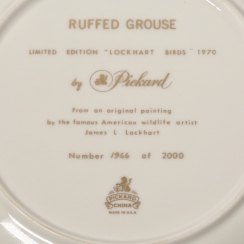 RUFFED GROUSE
LIMITED EDITION "LOCKHART BIRDS" 1970
by Pickard
From an original painting
by the famous American wildlife artist
James L. Lockhart
Number 1966 of 2000
PICKARD
CHINA
MADE IN U.S.A.